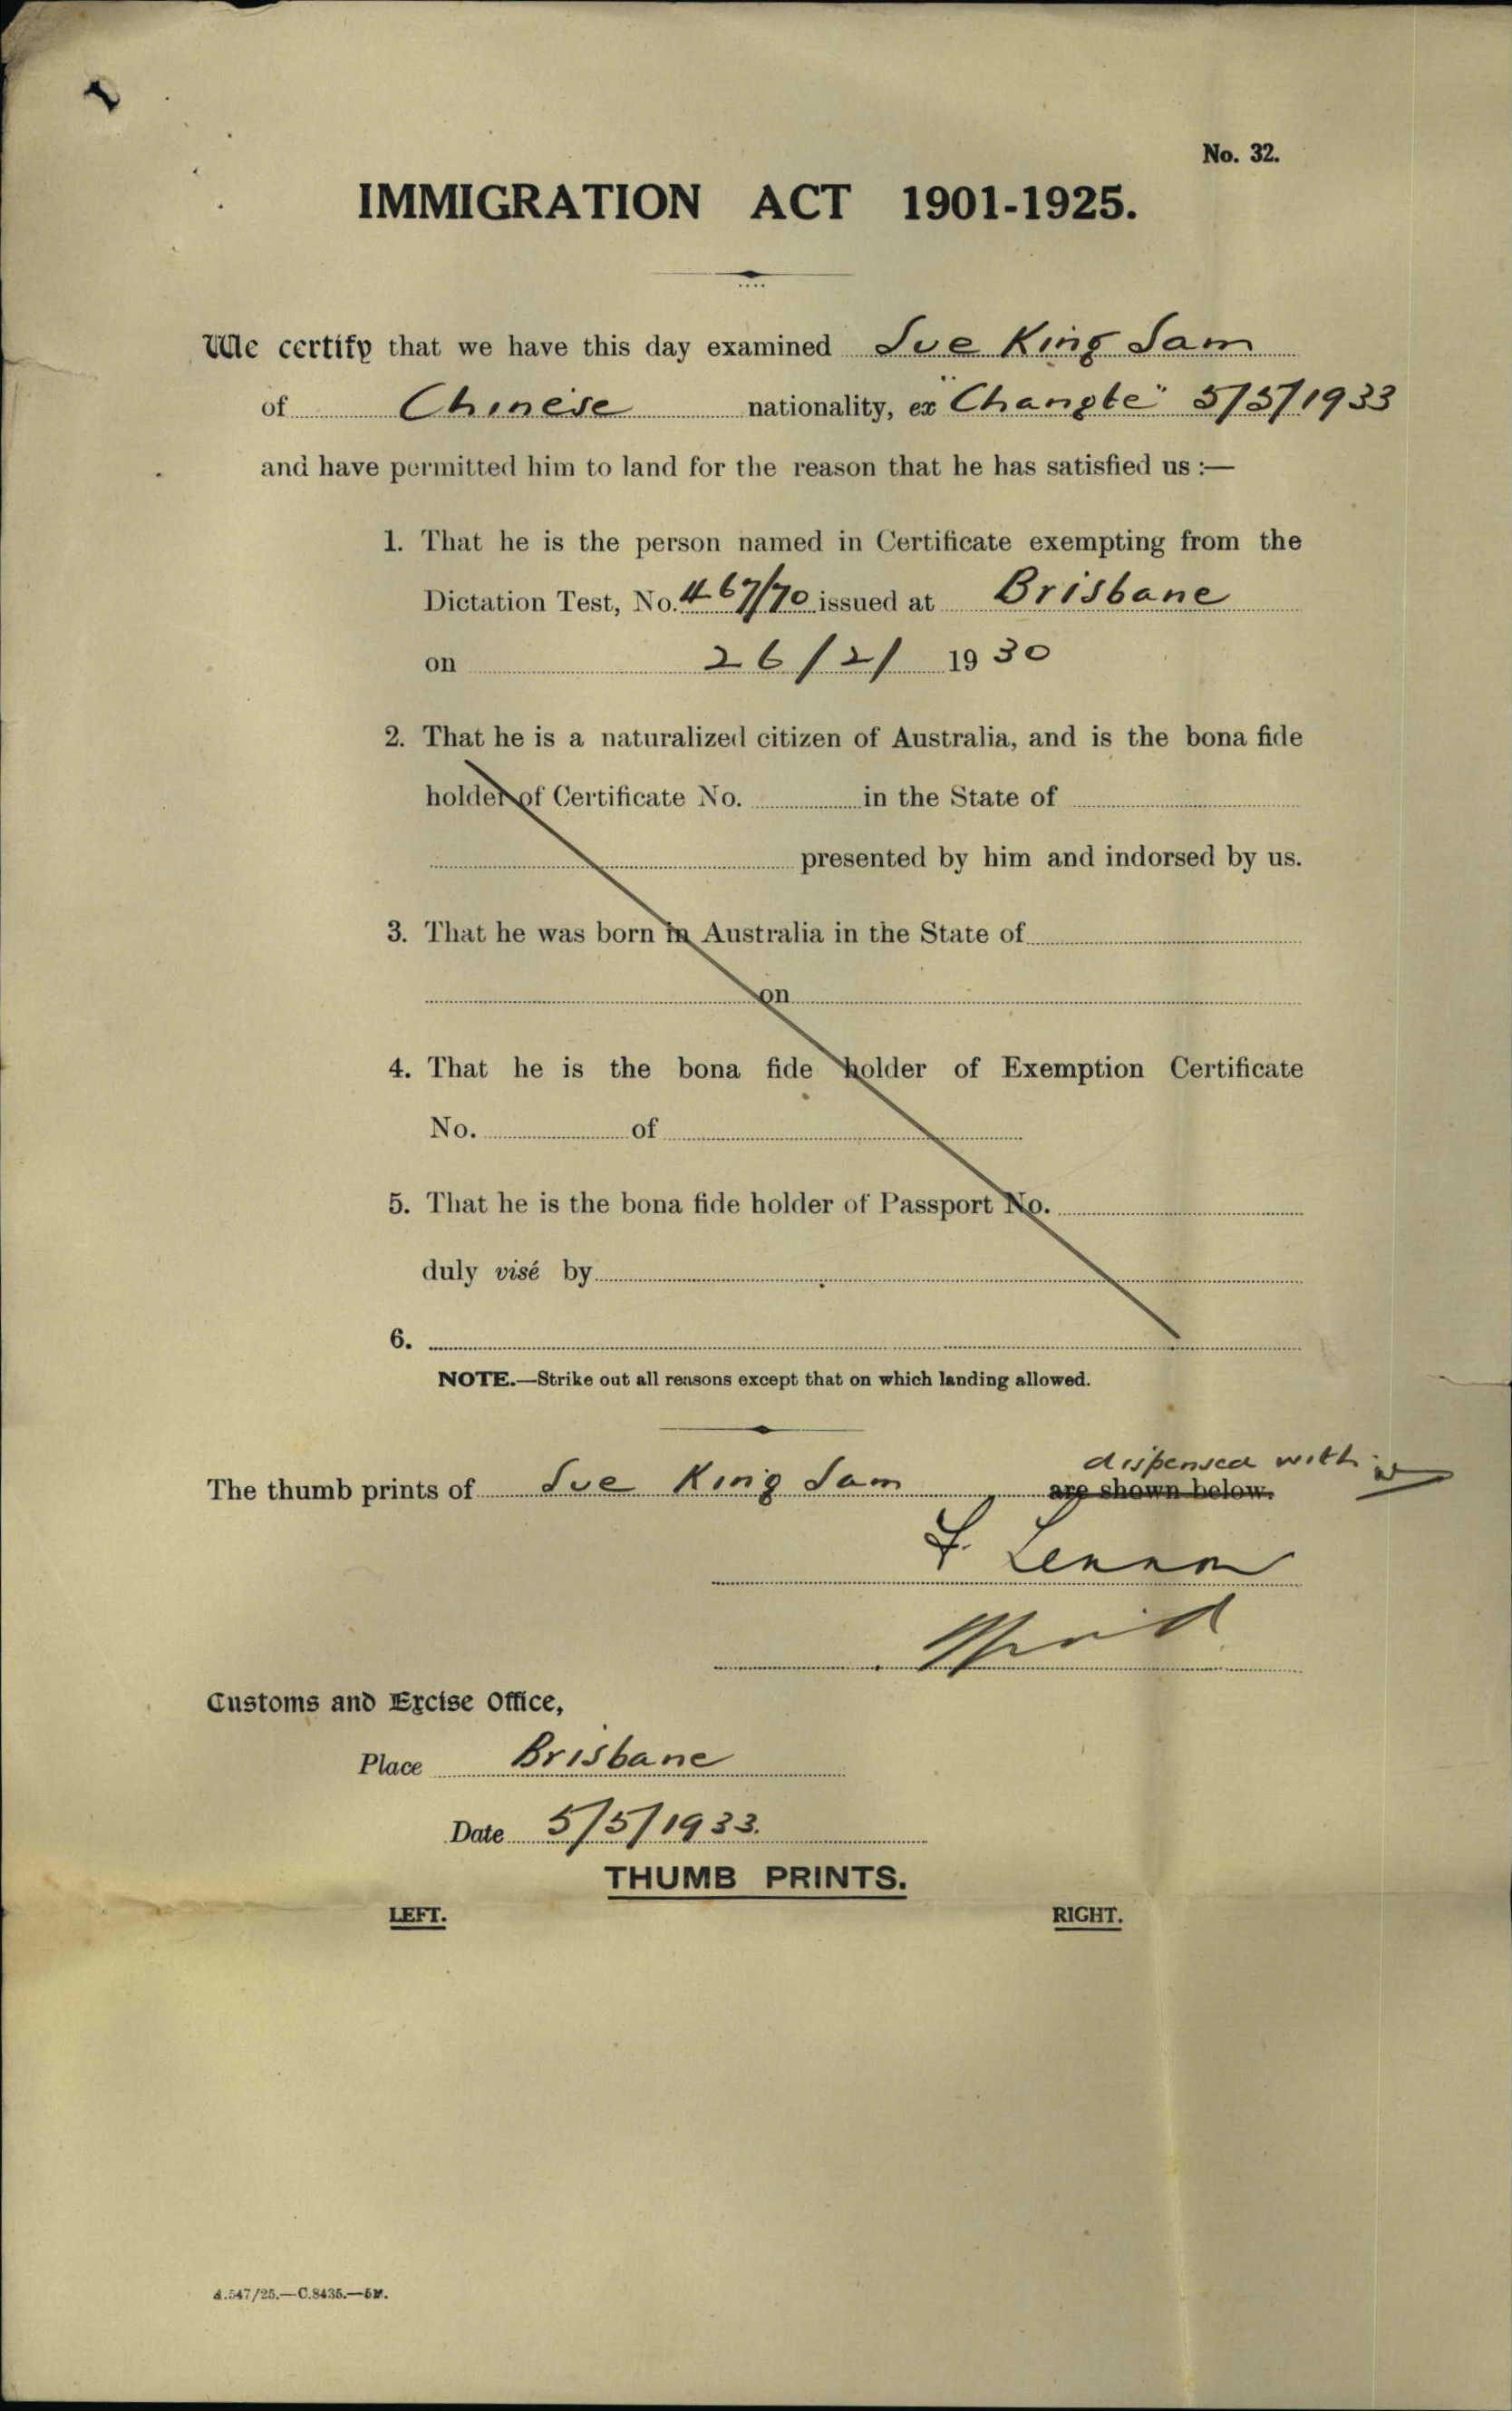 No. 32.
IMMIGRATION ACT 1901-1925.
We certify that we have this day examined Sue King Sam
of Chinese nationality, ex "Changte" 5/5/1933
and have permitted him to land for the reason that he has satisfied us :—
1. That he is the person named in Certificate exempting from the
Dictation Test, No. 467/70 issued at Brisbane
on 26/2/ 1930
2. That he is a naturalized citizen of Australia, and is the bona fide
holder of Certificate No. in the State of
presented by him and indorsed by us.
3. That he was born in Australia in the State of
on
4. That he is the bona fide holder of Exemption Certificate
No. of
5. That he is the bona fide holder of Passport No.
duly visé by
6.
NOTE.—Strike out all reasons except that on which landing allowed.
dispensed with
The thumb prints of Sue King Sam are shown below.
Customs and Excise Office,
Place Brisbane
Date 5/5/1933.
THUMB PRINTS.
LEFT. RIGHT.
A.547/25.—C.8435.—5M.